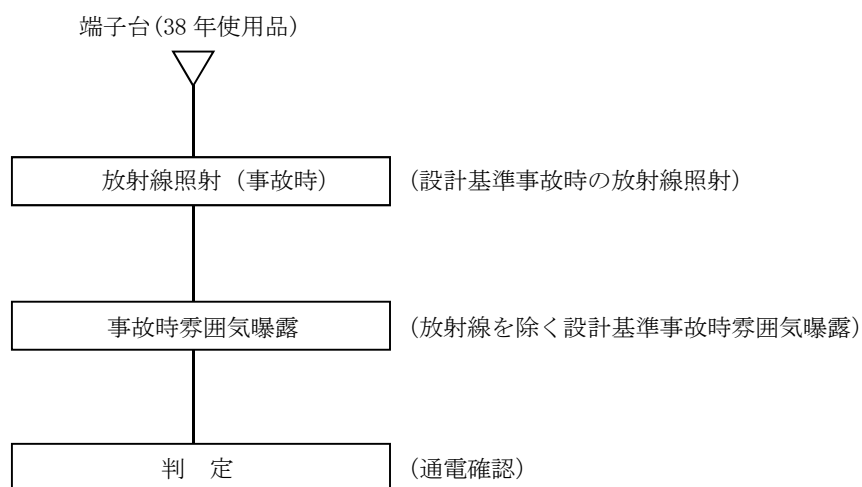 端子台(38 年使用品)
放射線照射（事故時） (設計基準事故時の放射線照射)
事故時雰囲気曝露 (放射線を除く設計基準事故時雰囲気曝露)
判　定 (通電確認)